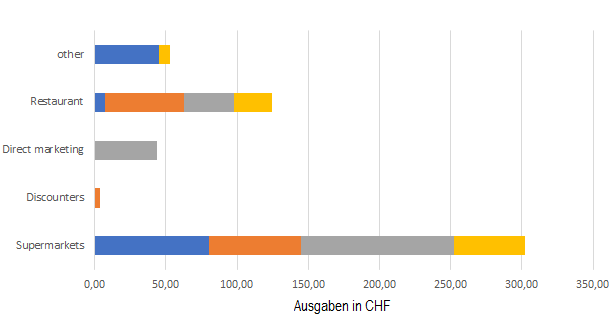 other
Restaurant
Direct marketing
Discounters
Supermarkets
0,00 50,00 100,00 150,00 200,00 250,00 300,00 350,00
Ausgaben in CHF